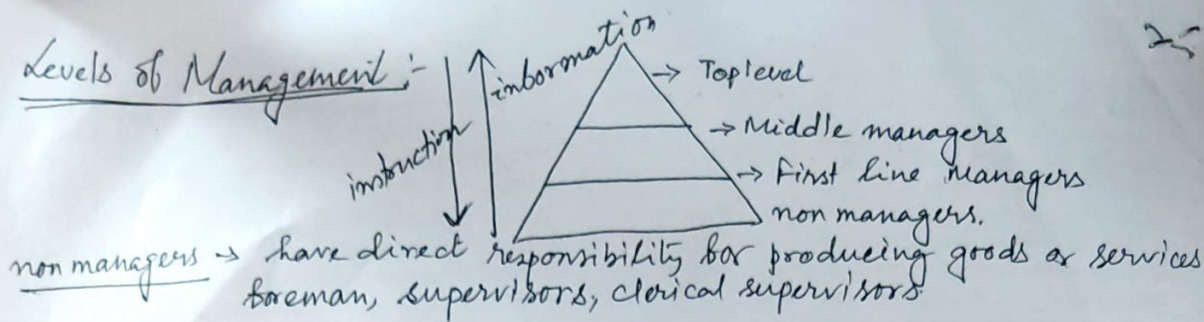 Levels of Management :-
instruction
information
→ Top level
→ Middle managers
→ First line Managers
non managers.
non managers → have direct responsibility for producing goods or services
foreman, supervisors, clerical supervisors.